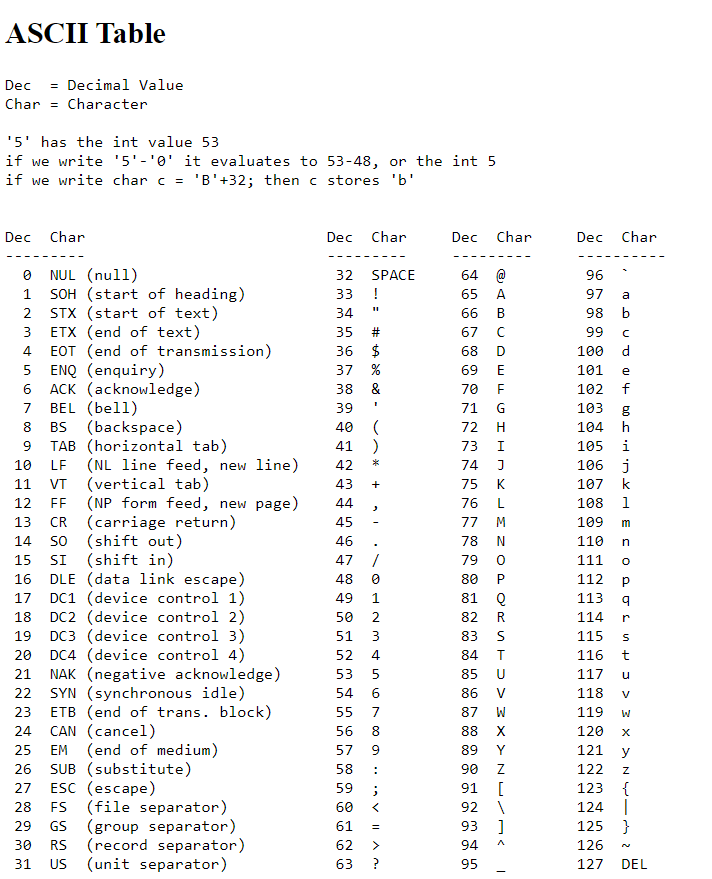 ASCII Table
Dec  = Decimal Value
Char = Character
'5' has the int value 53
if we write '5'-'0' it evaluates to 53-48, or the int 5
if we write char c = 'B'+32; then c stores 'b'
Dec  Char                           Dec  Char     Dec  Char     Dec  Char
---------                           ---------     ---------     ----------
  0  NUL (null)                      32  SPACE     64  @         96  `
  1  SOH (start of heading)          33  !         65  A         97  a
  2  STX (start of text)             34  "         66  B         98  b
  3  ETX (end of text)               35  #         67  C         99  c
  4  EOT (end of transmission)       36  $         68  D        100  d
  5  ENQ (enquiry)                   37  %         69  E        101  e
  6  ACK (acknowledge)               38  &         70  F        102  f
  7  BEL (bell)                      39  '         71  G        103  g
  8  BS  (backspace)                 40  (         72  H        104  h
  9  TAB (horizontal tab)            41  )         73  I        105  i
 10  LF  (NL line feed, new line)    42  *         74  J        106  j
 11  VT  (vertical tab)              43  +         75  K        107  k
 12  FF  (NP form feed, new page)    44  ,         76  L        108  l
 13  CR  (carriage return)           45  -         77  M        109  m
 14  SO  (shift out)                 46  .         78  N        110  n
 15  SI  (shift in)                  47  /         79  O        111  o
 16  DLE (data link escape)          48  0         80  P        112  p
 17  DC1 (device control 1)          49  1         81  Q        113  q
 18  DC2 (device control 2)          50  2         82  R        114  r
 19  DC3 (device control 3)          51  3         83  S        115  s
 20  DC4 (device control 4)          52  4         84  T        116  t
 21  NAK (negative acknowledge)      53  5         85  U        117  u
 22  SYN (synchronous idle)          54  6         86  V        118  v
 23  ETB (end of trans. block)       55  7         87  W        119  w
 24  CAN (cancel)                    56  8         88  X        120  x
 25  EM  (end of medium)             57  9         89  Y        121  y
 26  SUB (substitute)                58  :         90  Z        122  z
 27  ESC (escape)                    59  ;         91  [        123  {
 28  FS  (file separator)            60  <         92  \        124  |
 29  GS  (group separator)           61  =         93  ]        125  }
 30  RS  (record separator)          62  >         94  ^        126  ~
 31  US  (unit separator)            63  ?         95  _        127  DEL